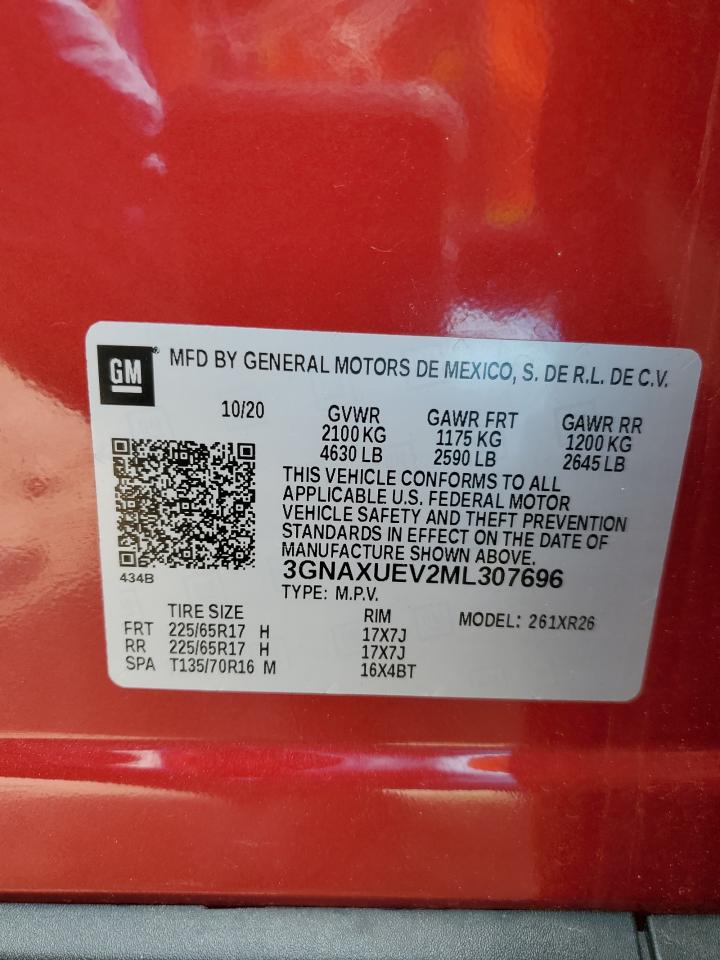 GM
® MFD BY GENERAL MOTORS DE MEXICO, S. DE R.L. DE C.V.
10/20 GVWR GAWR FRT GAWR RR
2100 KG 1175 KG 1200 KG
4630 LB 2590 LB 2645 LB
THIS VEHICLE CONFORMS TO ALL
APPLICABLE U.S. FEDERAL MOTOR
VEHICLE SAFETY AND THEFT PREVENTION
STANDARDS IN EFFECT ON THE DATE OF
MANUFACTURE SHOWN ABOVE.
434B
3GNAXUEV2ML307696
TYPE: M.P.V.
TIRE SIZE RIM MODEL: 261XR26
FRT 225/65R17 H 17X7J
RR 225/65R17 H 17X7J
SPA T135/70R16 M 16X4BT